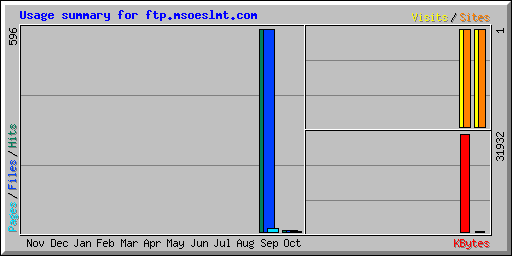 Usage summary for ftp.msoeslmt.com
Visits / Sites
596
1
Pages / Files / Hits
31932
Nov Dec Jan Feb Mar Apr May Jun Jul Aug Sep Oct
KBytes